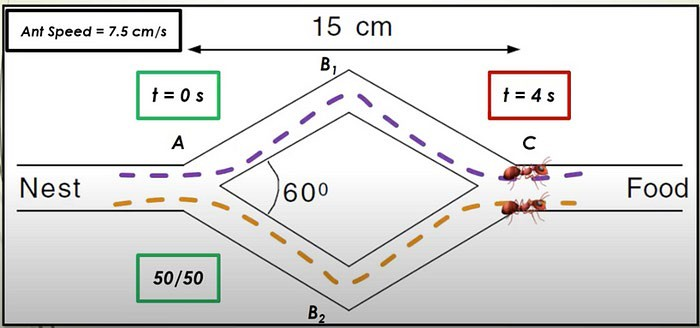 Ant Speed = 7.5 cm/s
15 cm
B₁
t = 0 s
t = 4 s
A
C
Nest
60⁰
Food
50/50
B₂